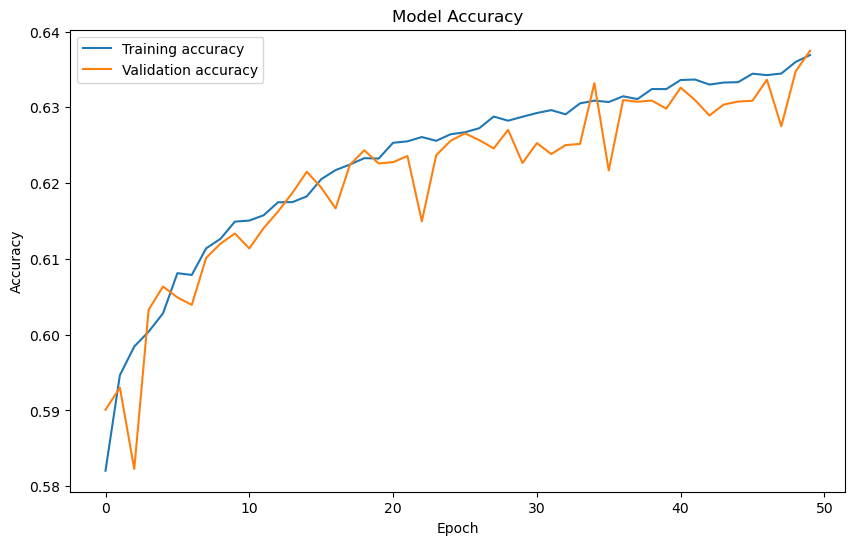 Model Accuracy
Training accuracy
Validation accuracy
0.64
0.63
0.62
0.61
0.60
0.59
0.58
Accuracy
0 10 20 30 40 50
Epoch